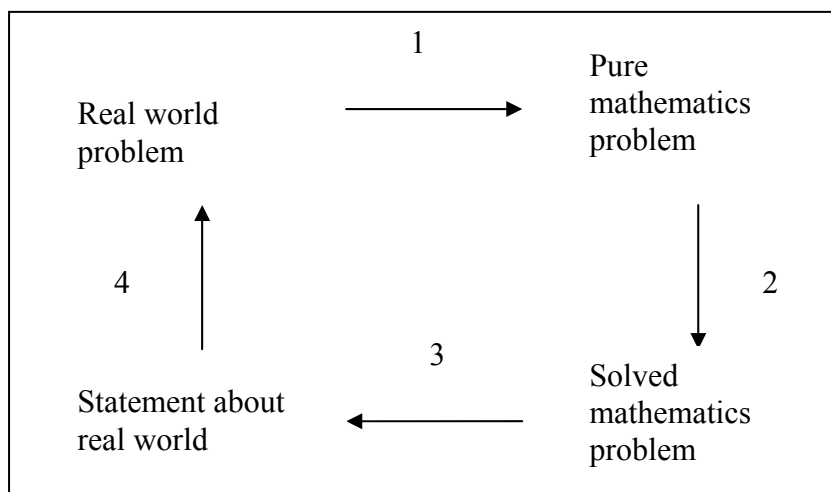 1
Pure
mathematics
problem
Real world
problem
4
2
3
Statement about
real world
Solved
mathematics
problem